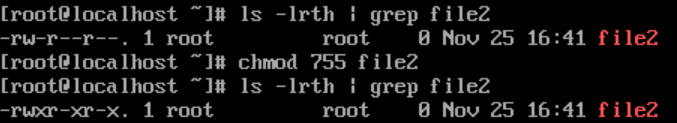 [root@localhost ~]# ls -lrth | grep file2
-rw-r--r--. 1 root          root    0 Nov 25 16:41 file2
[root@localhost ~]# chmod 755 file2
[root@localhost ~]# ls -lrth | grep file2
-rwxr-xr-x. 1 root          root    0 Nov 25 16:41 file2